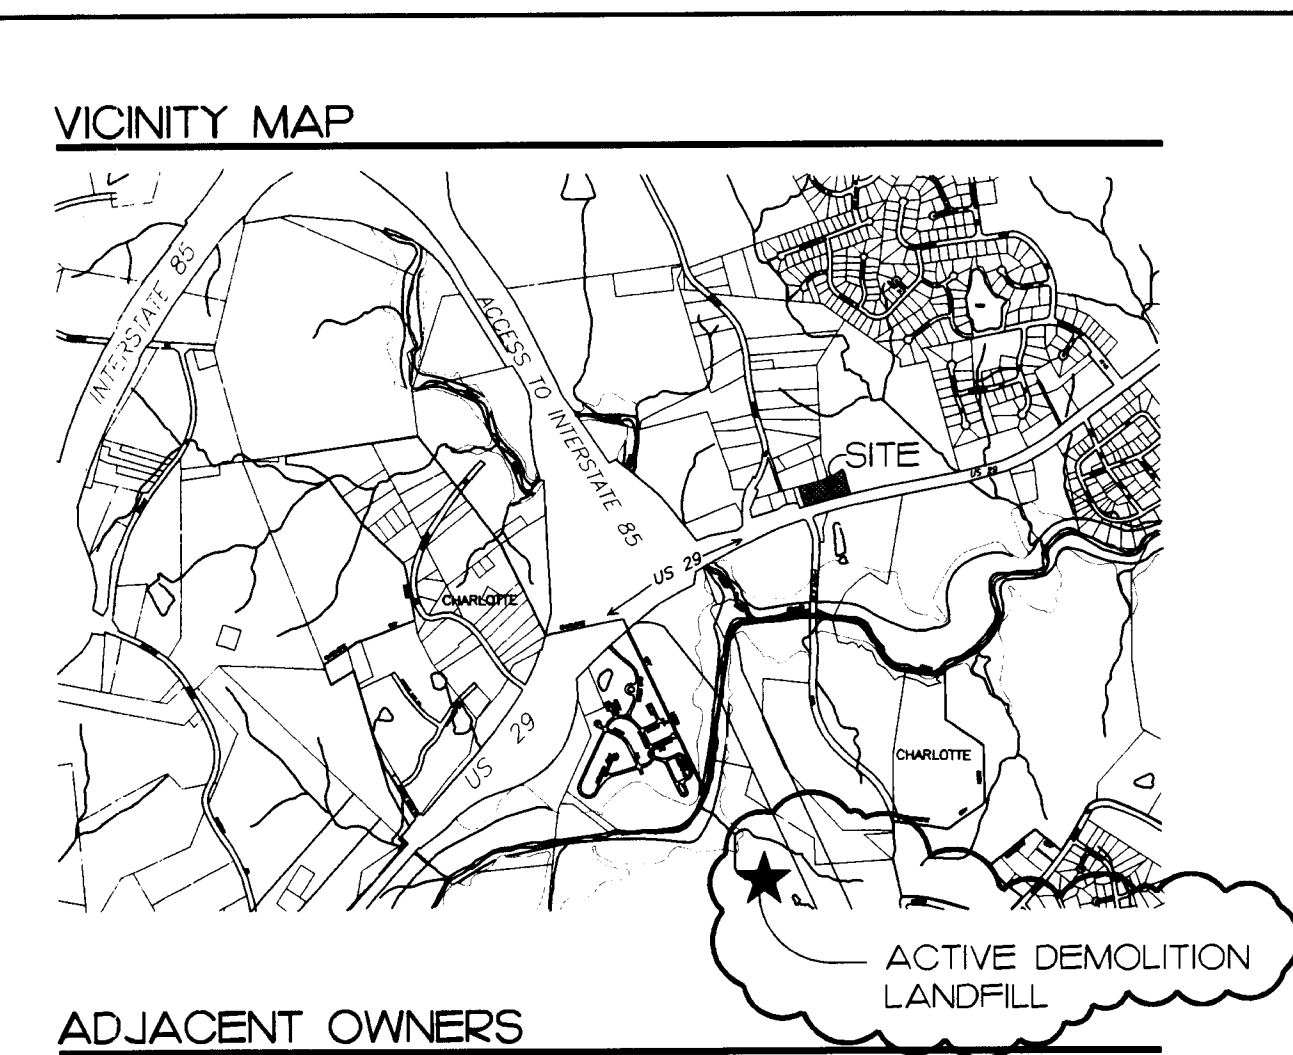 VICINITY MAP
INTERSTATE 85
ACCESS TO INTERSTATE 85
SITE
US 29
US 29
CHARLOTTE
US 29
CHARLOTTE
ACTIVE DEMOLITION
LANDFILL
ADJACENT OWNERS